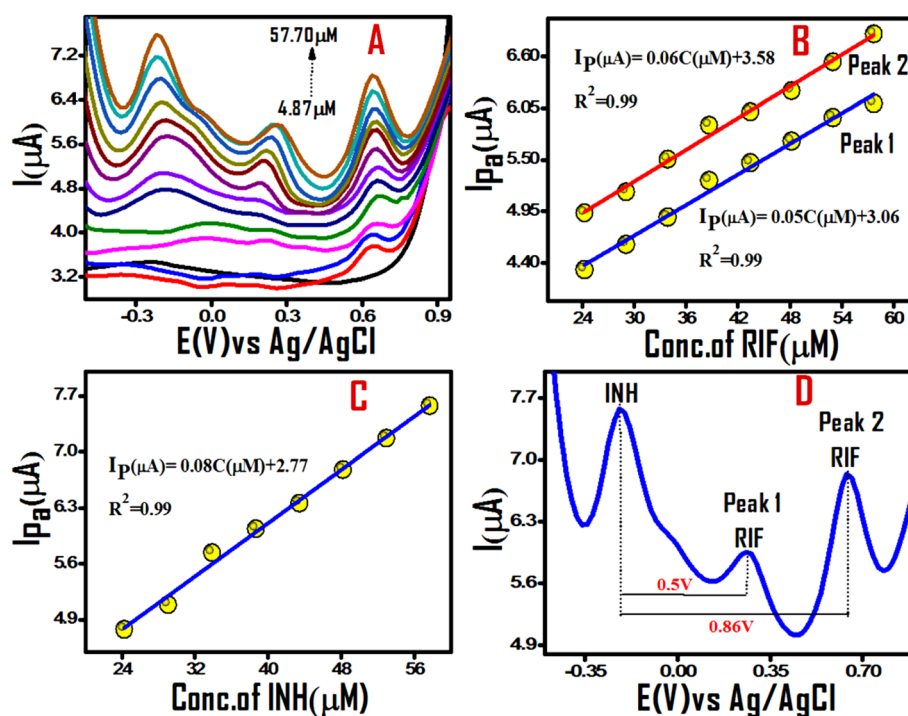 A
57.70μM
4.87μM
7.2
6.4
5.6
4.8
4.0
3.2
I(μA)
-0.3 0.0 0.3 0.6 0.9
E(V)vs Ag/AgCl
B
IP(μA)= 0.06C(μM)+3.58
R²=0.99
Peak 2
Peak 1
IP(μA)= 0.05C(μM)+3.06
R²=0.99
6.60
6.05
5.50
4.95
4.40
Ipa(μA)
24 30 36 42 48 54 60
Conc.of RIF(μM)
C
IP(μA)= 0.08C(μM)+2.77
R²=0.99
7.7
7.0
6.3
5.6
4.9
Ipa(μA)
24 32 40 48 56
Conc.of INH(μM)
D
INH
Peak 2
RIF
Peak 1
RIF
0.5V
0.86V
7.7
7.0
6.3
5.6
4.9
I(μA)
-0.35 0.00 0.35 0.70
E(V)vs Ag/AgCl